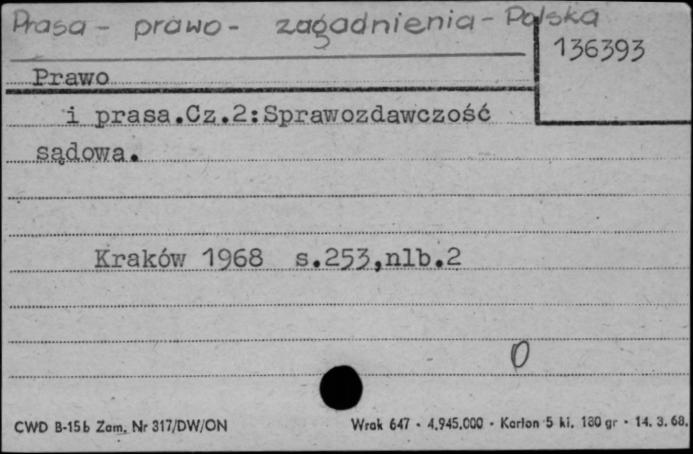 Prasa - prawo - zagadnienia - Polska
136393
Prawo
i prasa.Cz.2:Sprawozdawczość
sądowa.
Kraków 1968 s.253,nlb.2
0
CWD B-15b Zam. Nr 317/DW/ON
Wrak 647 - 4.945.000 - Karton 5 kl. 180 gr - 14. 3. 68.